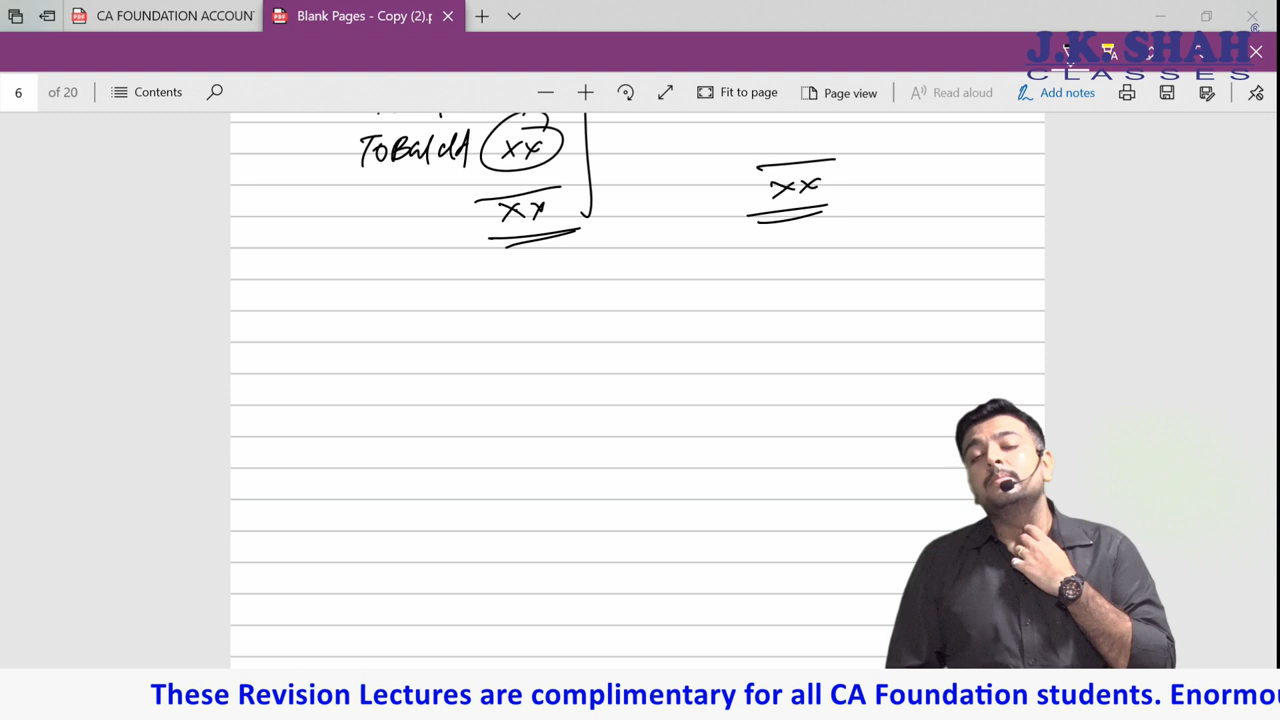 CA FOUNDATION ACCOUN
Blank Pages - Copy (2).p
J.K. SHAH®
CLASSES
6 of 20
Contents
Fit to page
Page view
Read aloud
Add notes
To Bal c/d xx
xx
xx
These Revision Lectures are complimentary for all CA Foundation students. Enormo